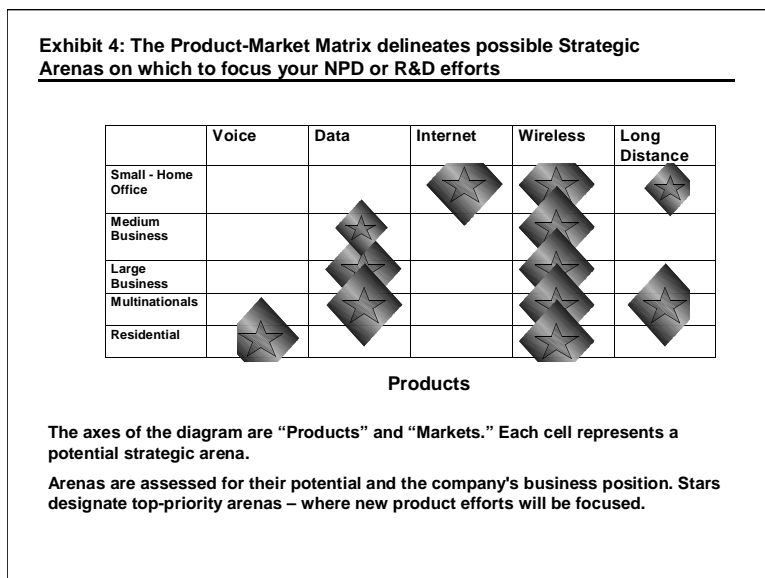 Exhibit 4: The Product-Market Matrix delineates possible Strategic
Arenas on which to focus your NPD or R&D efforts
Voice Data Internet Wireless Long
Distance
Small - Home
Office
Medium
Business
Large
Business
Multinationals
Residential
Products
The axes of the diagram are “Products” and “Markets.” Each cell represents a
potential strategic arena.
Arenas are assessed for their potential and the company's business position. Stars
designate top-priority arenas – where new product efforts will be focused.